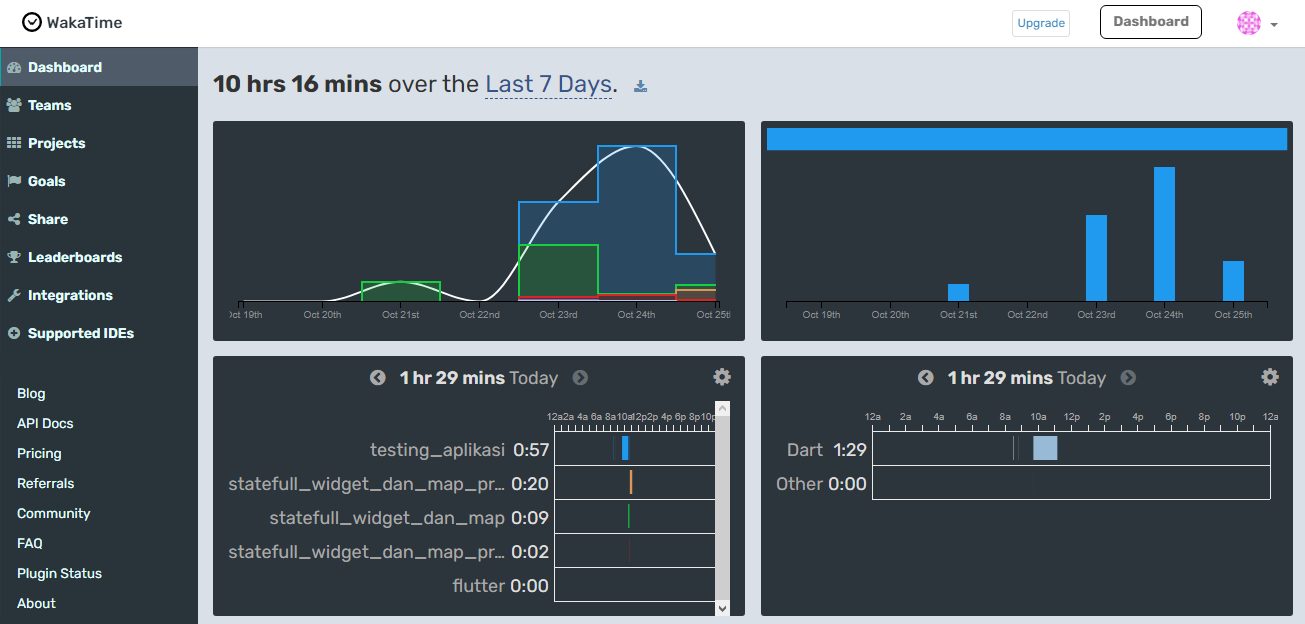 WakaTime
Upgrade
Dashboard
Dashboard
Teams
Projects
Goals
Share
Leaderboards
Integrations
Supported IDEs
Blog
API Docs
Pricing
Referrals
Community
FAQ
Plugin Status
About
10 hrs 16 mins over the Last 7 Days.
Oct 19th Oct 20th Oct 21st Oct 22nd Oct 23rd Oct 24th Oct 25th
Oct 19th Oct 20th Oct 21st Oct 22nd Oct 23rd Oct 24th Oct 25th
1 hr 29 mins Today
12a 2a 4a 6a 8a 10a 12p 2p 4p 6p 8p 10p
testing_aplikasi 0:57
statefull_widget_dan_map_pr... 0:20
statefull_widget_dan_map 0:09
statefull_widget_dan_map_pr... 0:02
flutter 0:00
1 hr 29 mins Today
12a 2a 4a 6a 8a 10a 12p 2p 4p 6p 8p 10p 12a
Dart 1:29
Other 0:00